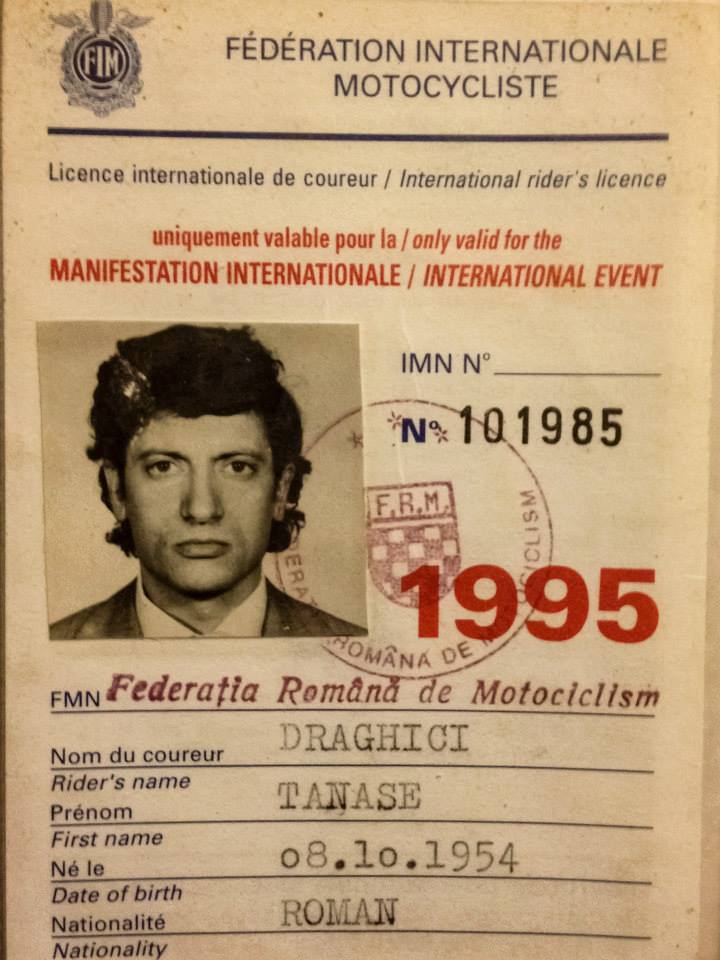 FIM
FÉDÉRATION INTERNATIONALE
MOTOCYCLISTE
Licence internationale de coureur / International rider's licence
uniquement valable pour la / only valid for the
MANIFESTATION INTERNATIONALE / INTERNATIONAL EVENT
IMN N°
N° 101985
F.R.M.
ROMÂNA DE
1995
FMN Federația Română de Motociclism
Nom du coureur DRAGHICI
Rider's name
Prénom TANASE
First name
Né le 08.10.1954
Date of birth
Nationalité ROMAN
Nationality